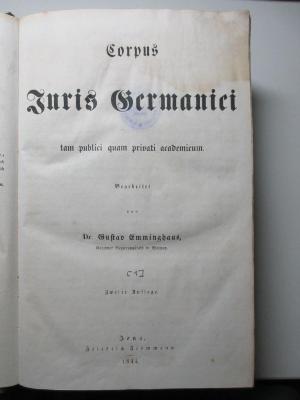 Corpus
Juris Germanici
tam publici quam privati academicum.
Bearbeitet
von
Dr. Gustav Emminghaus,
Zweite Auflage.
Jena,
Friedrich Frommann
1844.